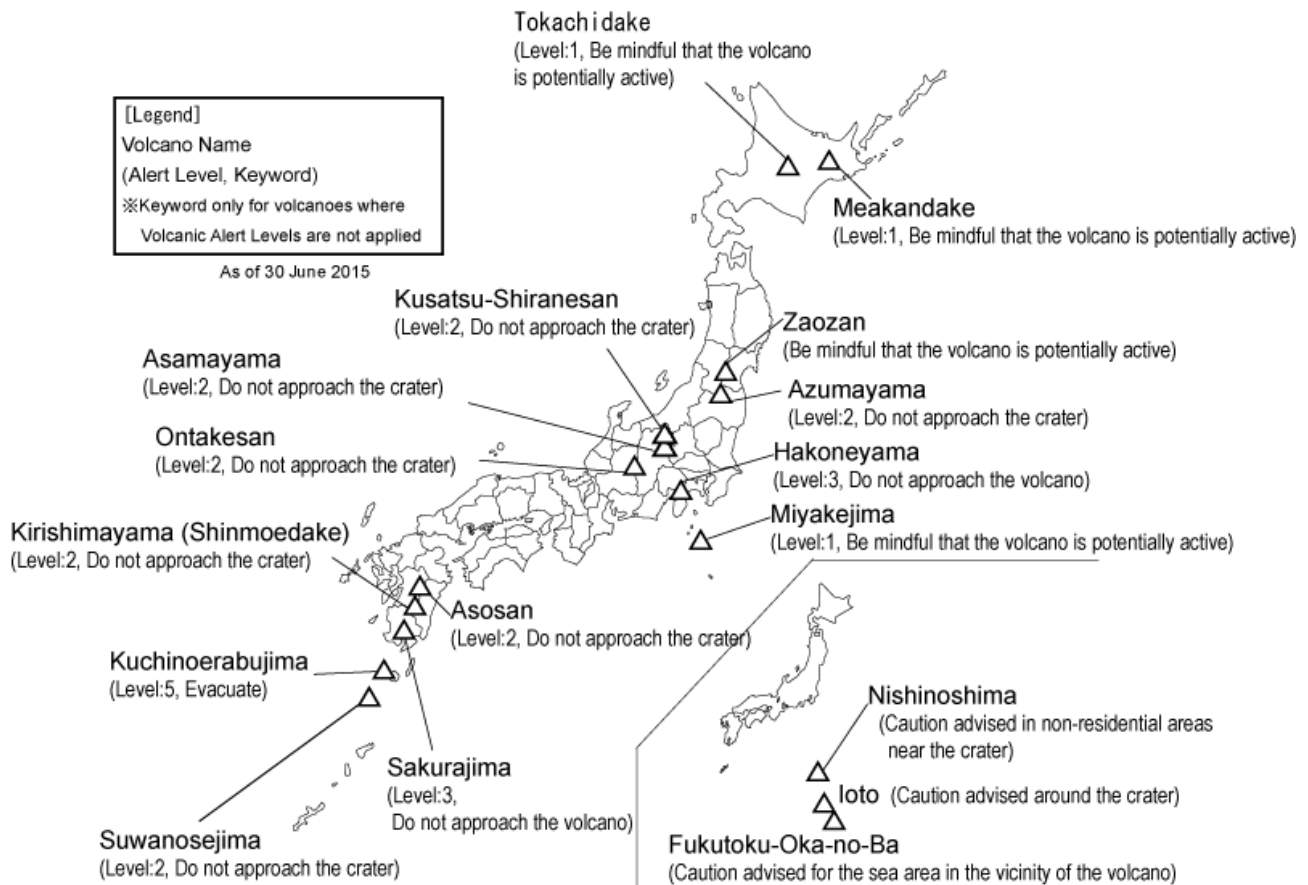 Tokachidake
(Level:1, Be mindful that the volcano
is potentially active)
[Legend]
Volcano Name
(Alert Level, Keyword)
※Keyword only for volcanoes where
Volcanic Alert Levels are not applied
As of 30 June 2015
Meakandake
(Level:1, Be mindful that the volcano is potentially active)
Kusatsu-Shiranesan
(Level:2, Do not approach the crater)
Zaozan
(Be mindful that the volcano is potentially active)
Asamayama
(Level:2, Do not approach the crater)
Azumayama
(Level:2, Do not approach the crater)
Ontakesan
(Level:2, Do not approach the crater)
Hakoneyama
(Level:3, Do not approach the volcano)
Miyakejima
(Level:1, Be mindful that the volcano is potentially active)
Kirishimayama (Shinmoedake)
(Level:2, Do not approach the crater)
Asosan
(Level:2, Do not approach the crater)
Kuchinoerabujima
(Level:5, Evacuate)
Sakurajima
(Level:3,
Do not approach the volcano)
Suwanosejima
(Level:2, Do not approach the crater)
Nishinoshima
(Caution advised in non-residential areas
near the crater)
Ioto (Caution advised around the crater)
Fukutoku-Oka-no-Ba
(Caution advised for the sea area in the vicinity of the volcano)